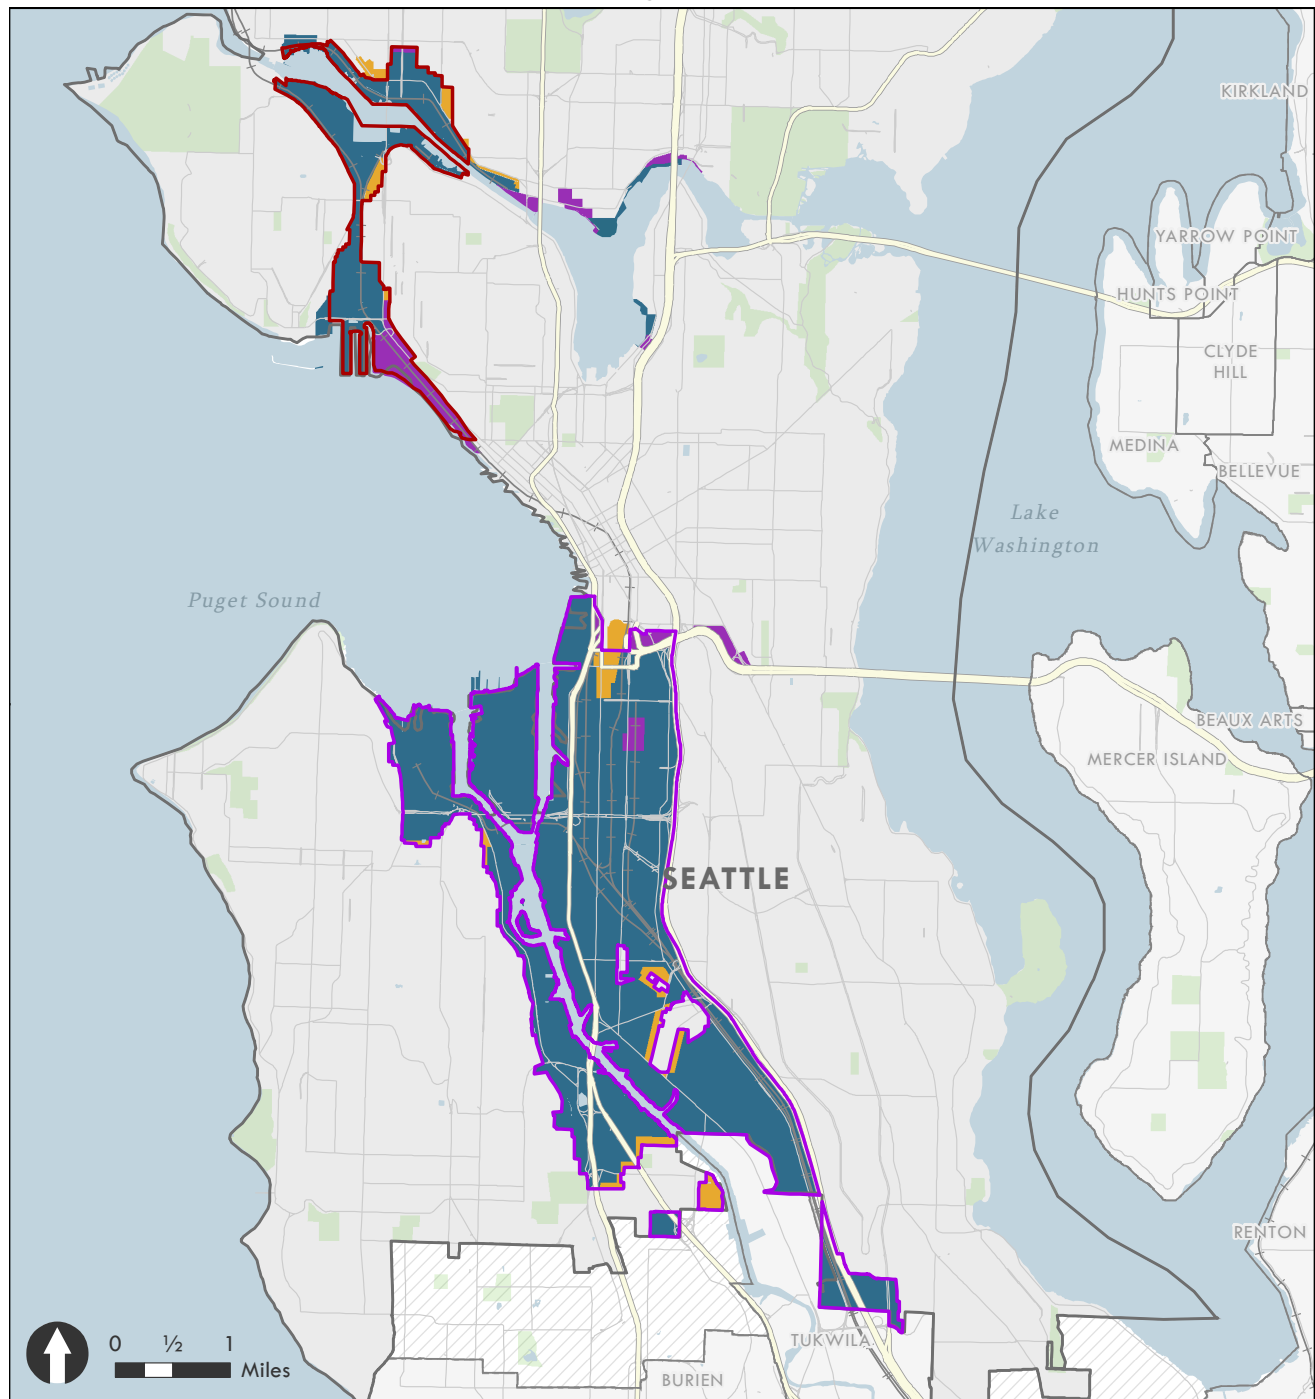 KIRKLAND
YARROW POINT
HUNTS POINT
CLYDE
HILL
MEDINA
BELLEVUE
Lake
Washington
Puget Sound
BEAUX ARTS
MERCER ISLAND
SEATTLE
RENTON
TUKWILA
BURIEN
0 ½ 1
Miles